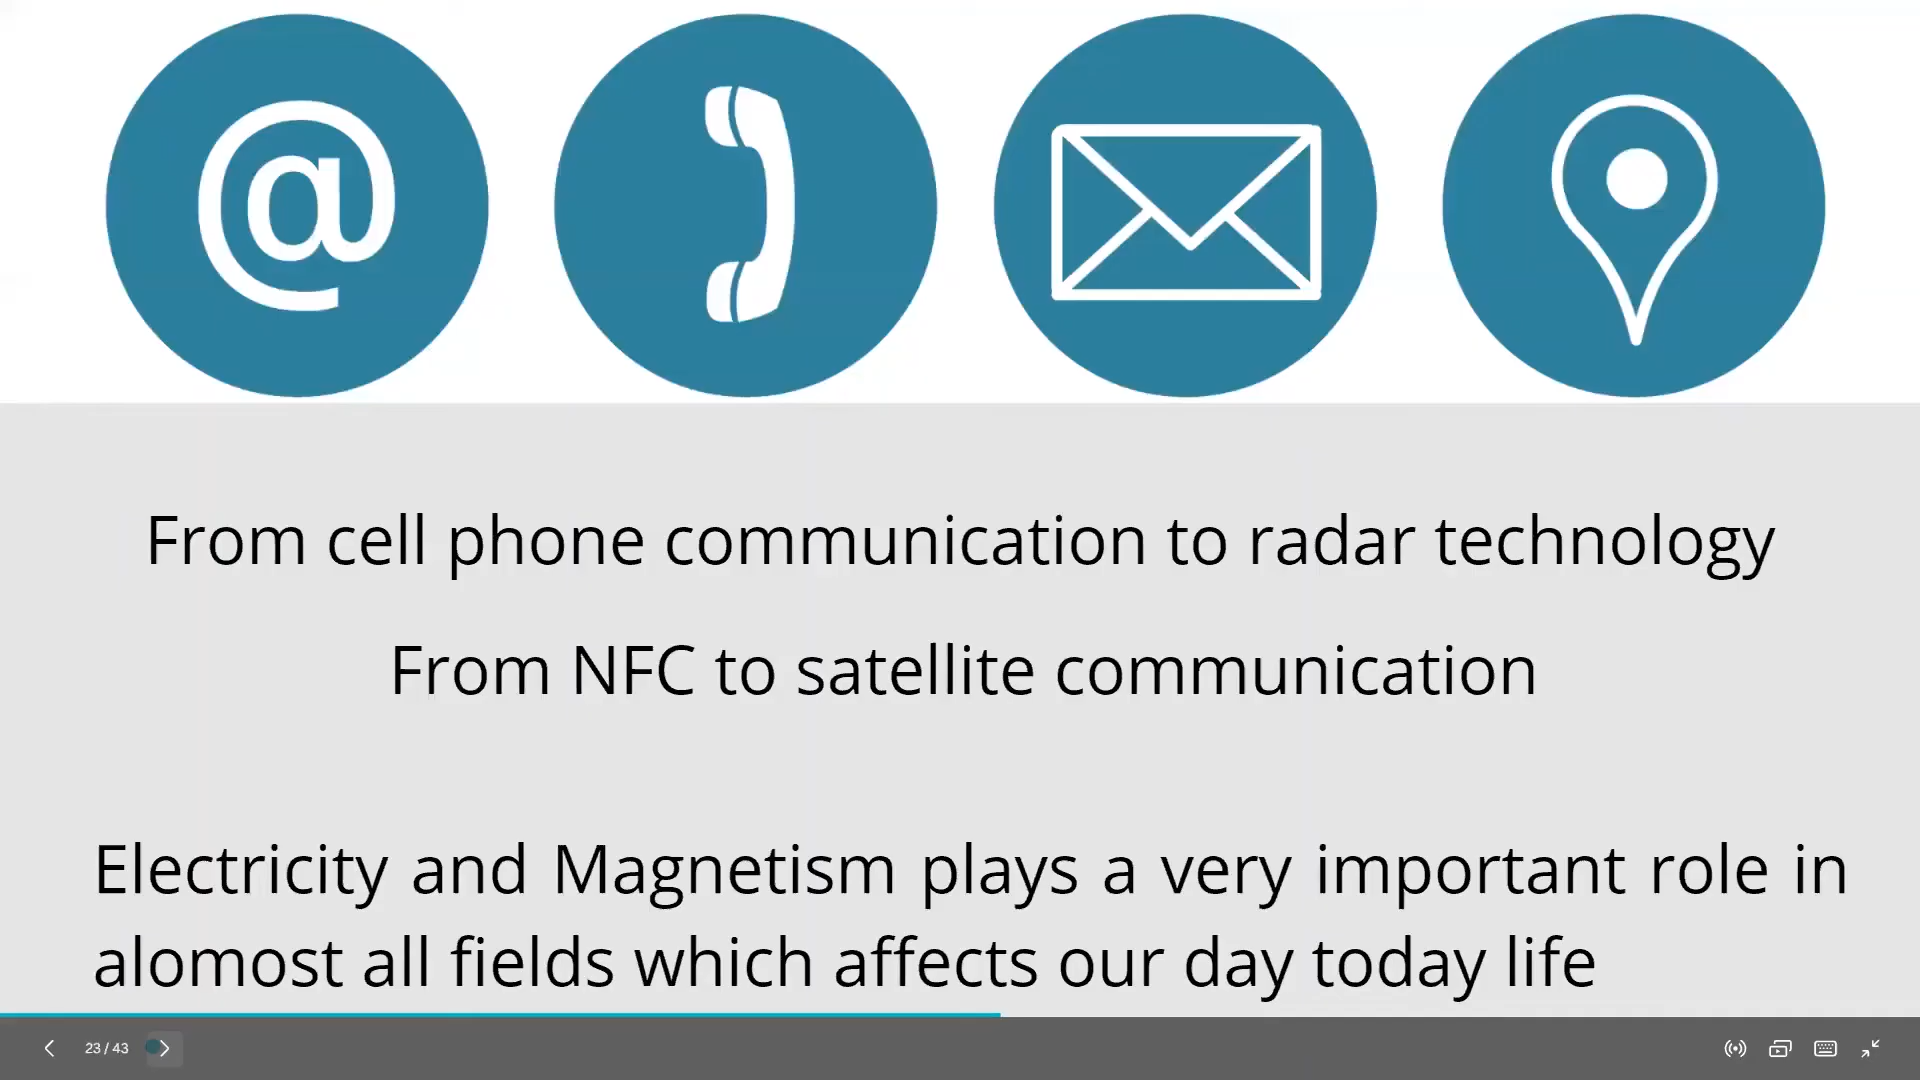 @
From cell phone communication to radar technology
From NFC to satellite communication
Electricity and Magnetism plays a very important role in
alomost all fields which affects our day today life
23 / 43